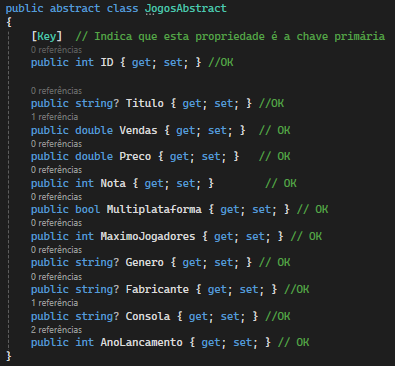 public abstract class JogosAbstract
{
[Key]  // Indica que esta propriedade é a chave primária
0 referências
public int ID { get; set; } //OK
0 referências
public string? Titulo { get; set; } //OK
1 referência
public double Vendas { get; set; }  // OK
0 referências
public double Preco { get; set; }   // OK
0 referências
public int Nota { get; set; }        // OK
0 referências
public bool Multiplataforma { get; set; } // OK
0 referências
public int MaximoJogadores { get; set; } // OK
0 referências
public string? Genero { get; set; } // OK
0 referências
public string? Fabricante { get; set; } //OK
1 referência
public string? Consola { get; set; } //OK
2 referências
public int AnoLancamento { get; set; } // OK
}